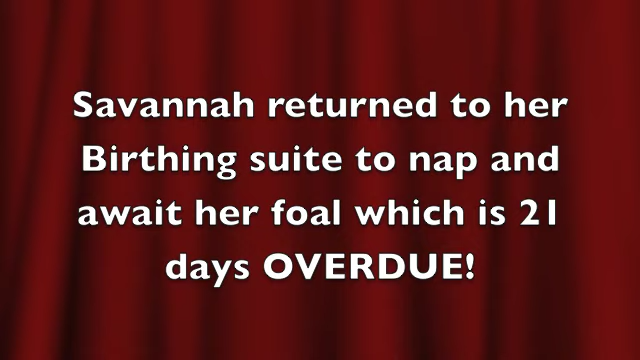 Savannah returned to her
Birthing suite to nap and
await her foal which is 21
days OVERDUE!